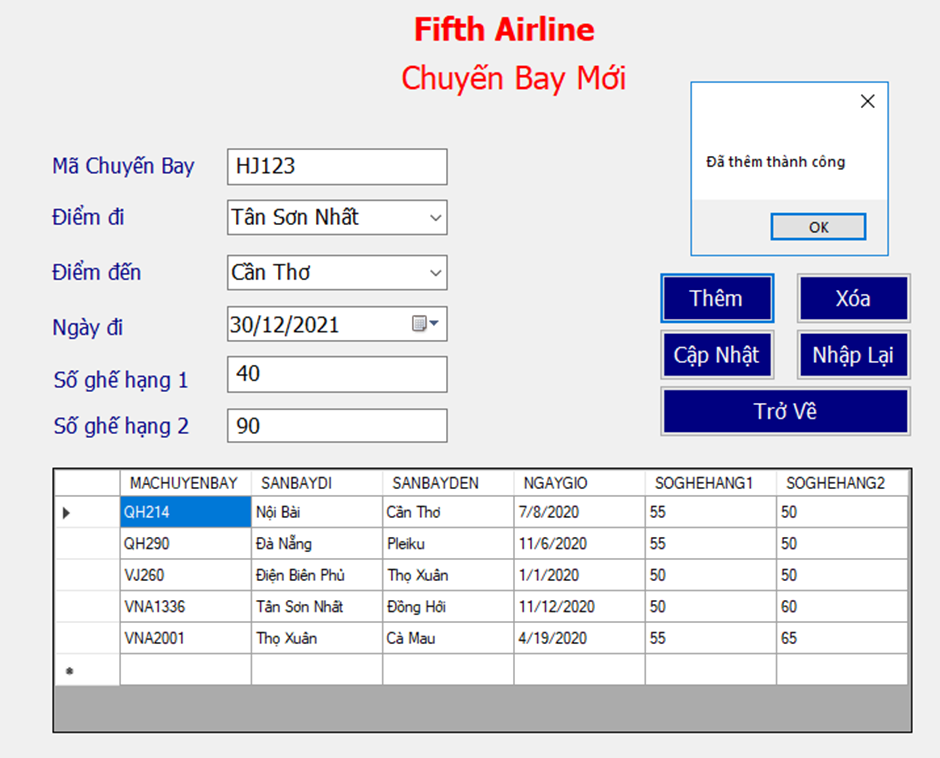 Fifth Airline
Chuyến Bay Mới
Đã thêm thành công
OK
Mã Chuyến Bay HJ123
Điểm đi Tân Sơn Nhất
Điểm đến Cần Thơ
Ngày đi 30/12/2021
Số ghế hạng 1 40
Số ghế hạng 2 90
Thêm Xóa
Cập Nhật Nhập Lại
Trở Về
MACHUYENBAY SANBAYDI SANBAYDEN NGAYGIO SOGHEHANG1 SOGHEHANG2
QH214 Nội Bài Cần Thơ 7/8/2020 55 50
QH290 Đà Nẵng Pleiku 11/6/2020 55 50
VJ260 Điện Biên Phủ Thọ Xuân 1/1/2020 50 50
VNA1336 Tân Sơn Nhất Đồng Hới 11/12/2020 50 60
VNA2001 Thọ Xuân Cà Mau 4/19/2020 55 65